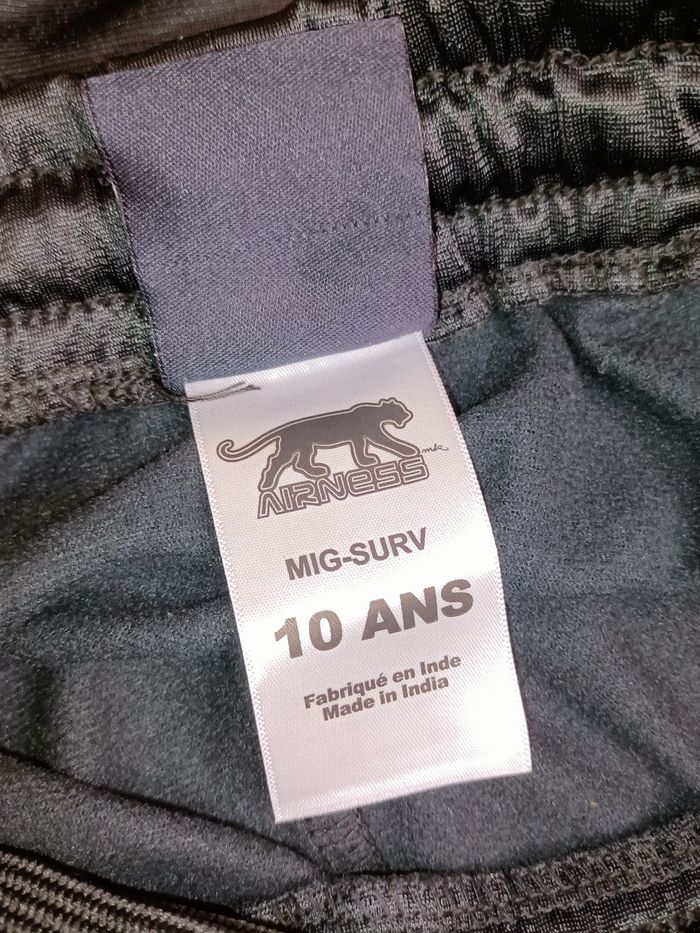 AIRNESS
MIG-SURV
10 ANS
Fabriqué en Inde
Made in India